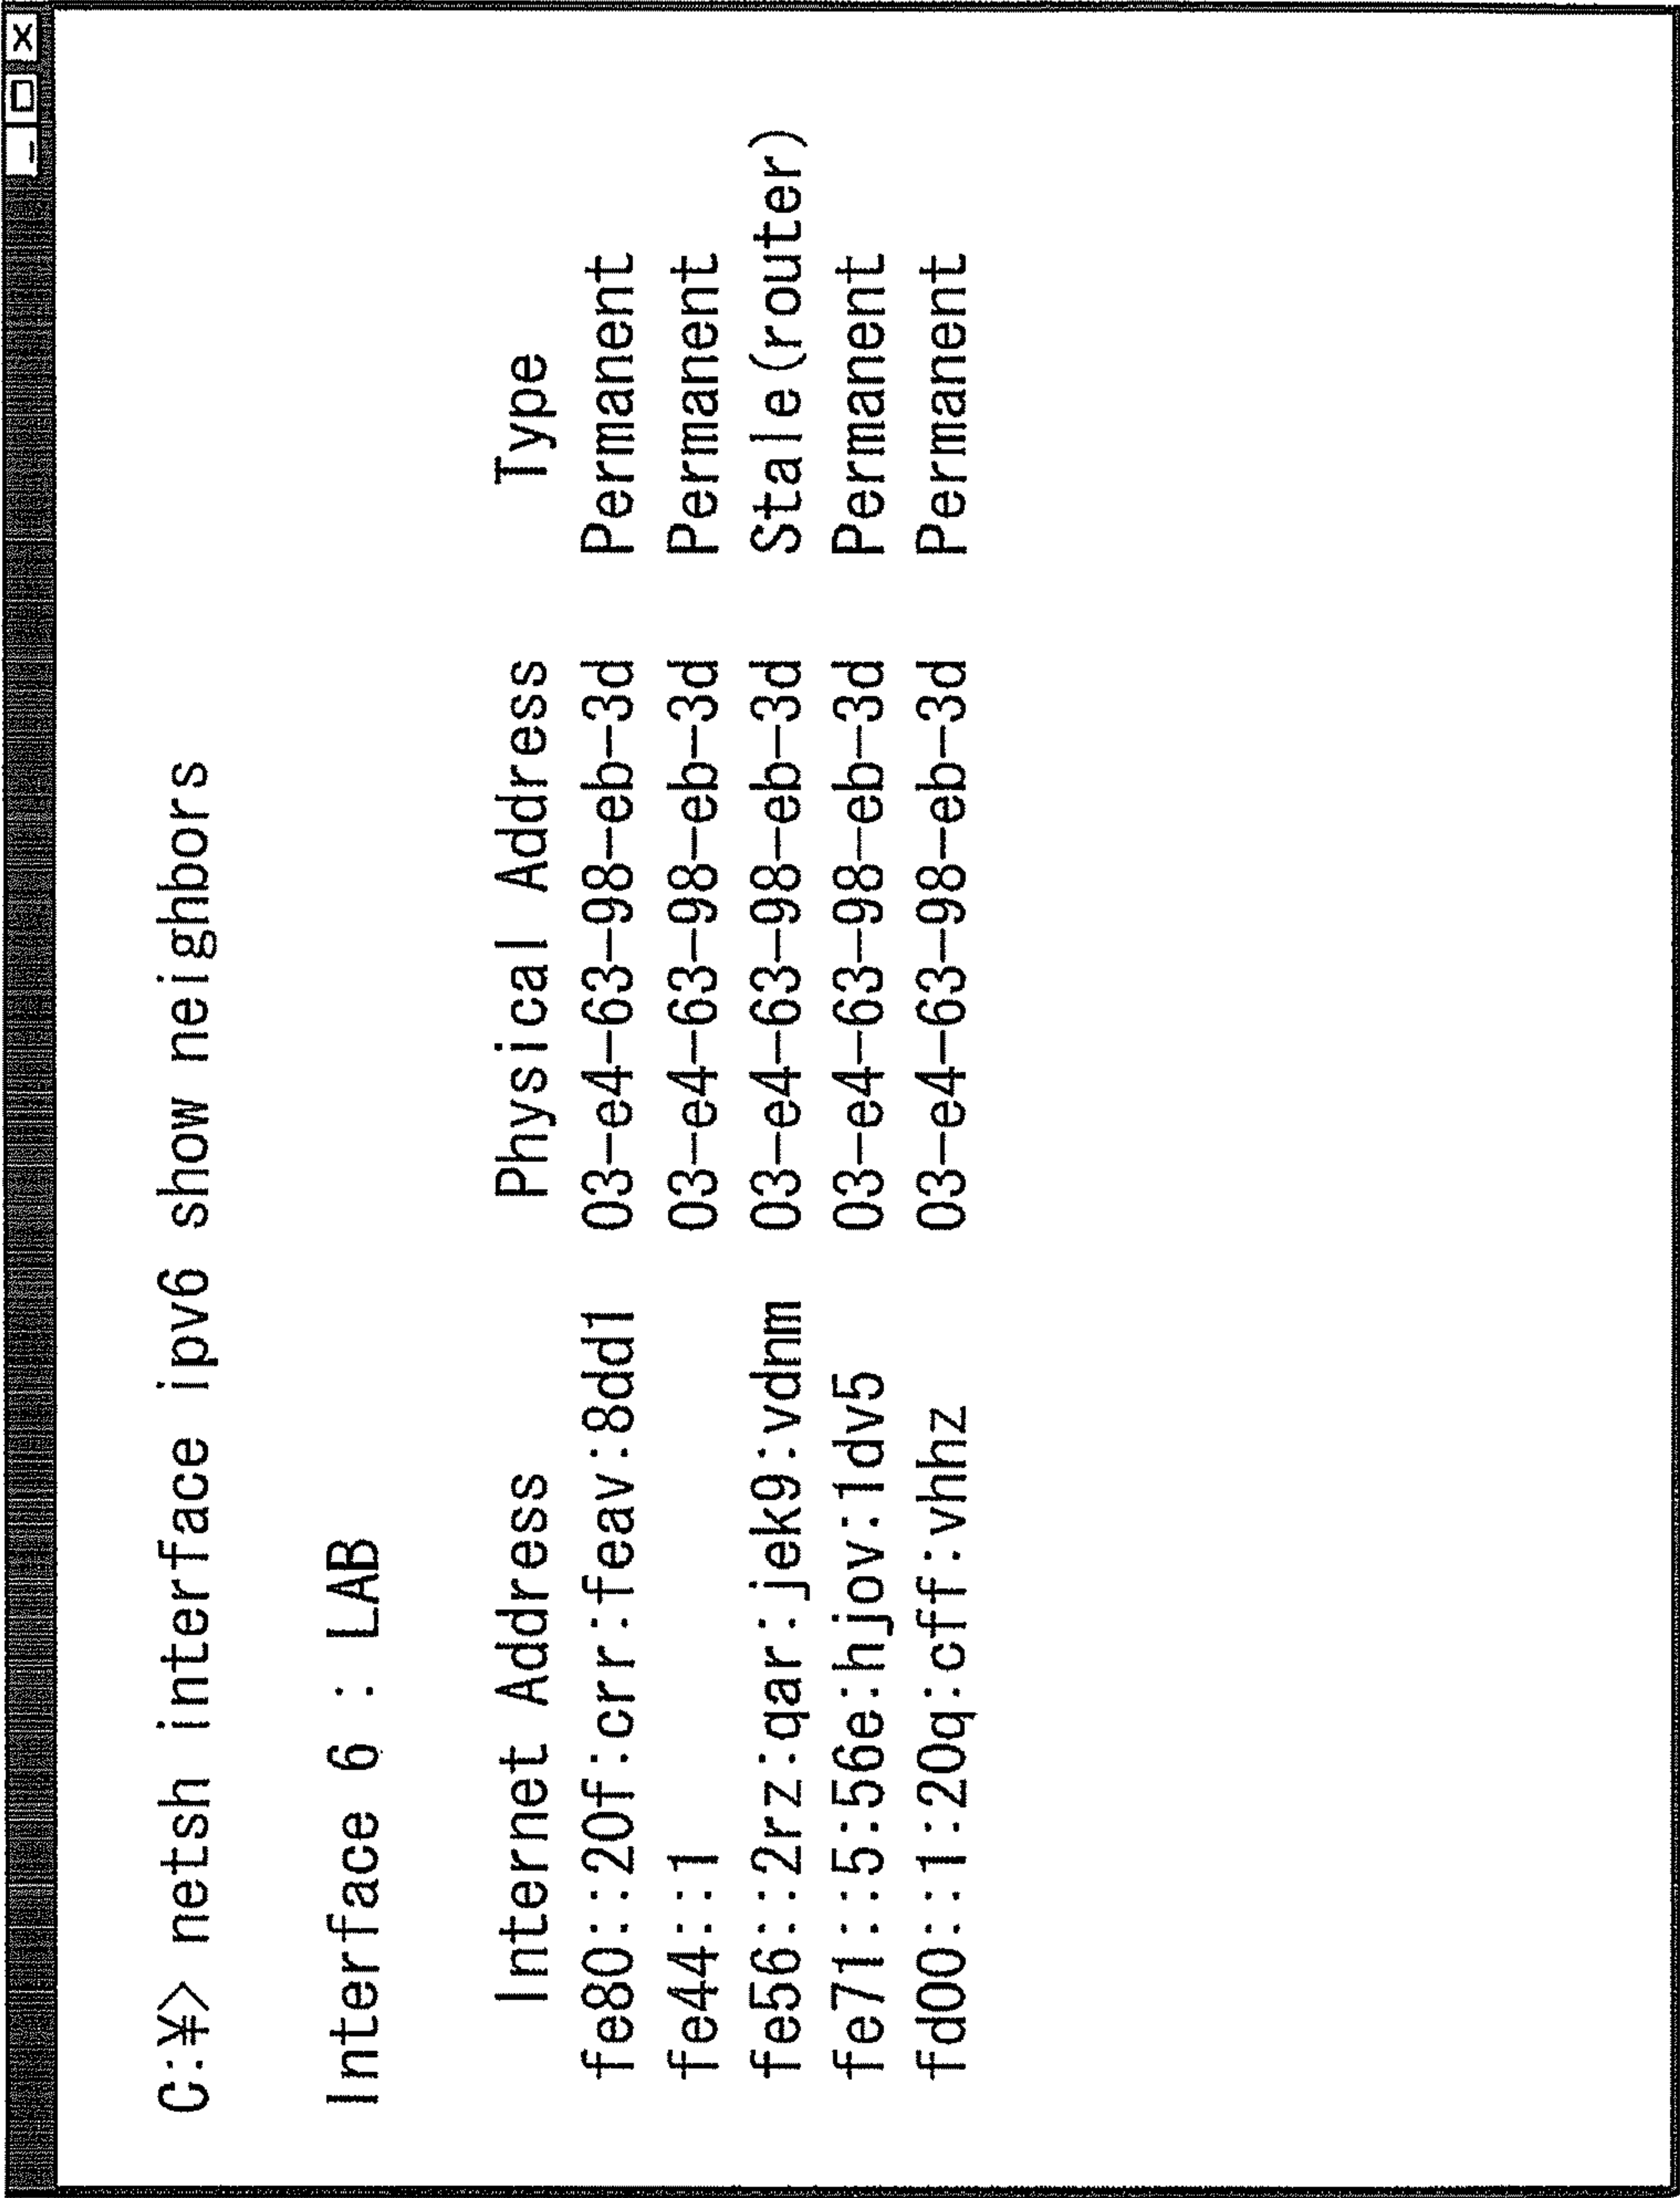 C:¥> netsh interface ipv6 show neighbors
Interface 6 : LAB
Internet Address Physical Address Type
fe80::20f:crr:feav:8dd1 03-e4-63-98-eb-3d Permanent
fe44::1 03-e4-63-98-eb-3d Permanent
fe56::2rz:qar:jek9:vdnm 03-e4-63-98-eb-3d Stale(router)
fe71::5:56e:hjov:1dv5 03-e4-63-98-eb-3d Permanent
fd00::1:20q:cff:vhhz 03-e4-63-98-eb-3d Permanent